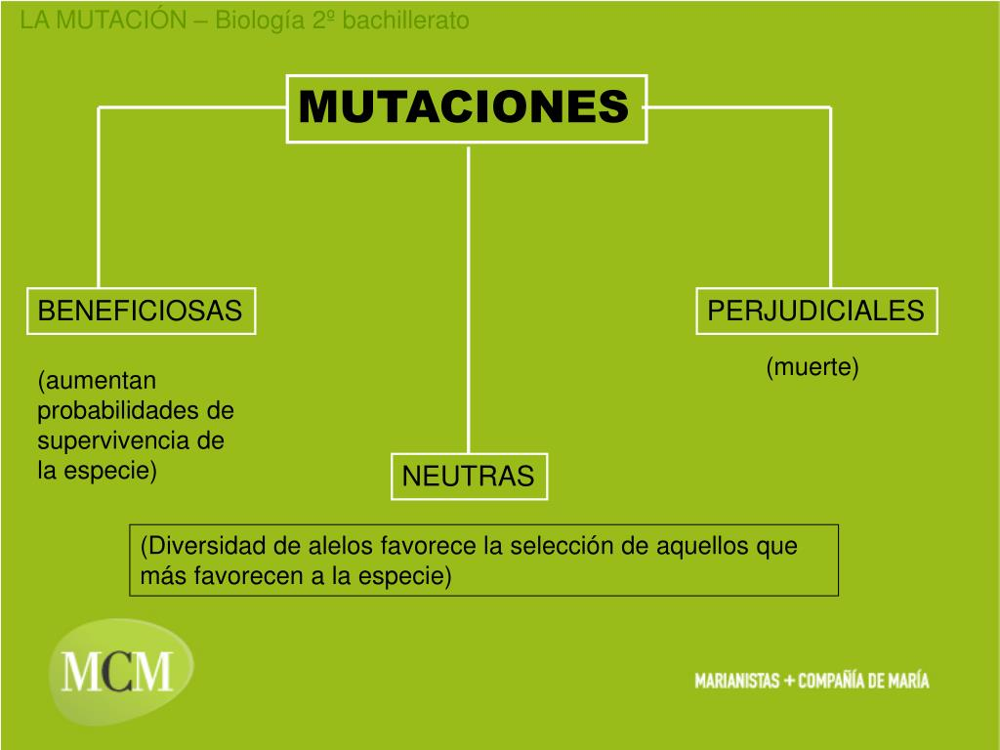 LA MUTACIÓN – Biología 2º bachillerato
MUTACIONES
BENEFICIOSAS
PERJUDICIALES
(muerte)
(aumentan
probabilidades de
supervivencia de
la especie)
NEUTRAS
(Diversidad de alelos favorece la selección de aquellos que
más favorecen a la especie)
MCM
MARIANISTAS + COMPAÑÍA DE MARÍA